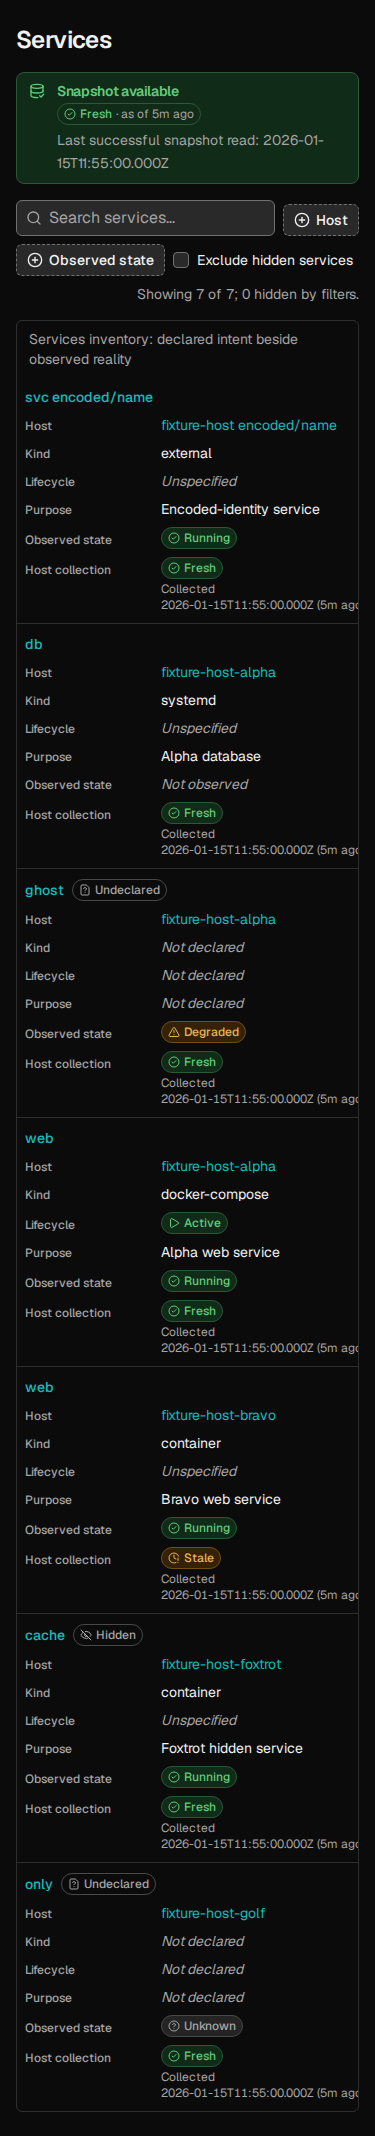 Services
Snapshot available
Fresh · as of 5m ago
Last successful snapshot read: 2026-01-
15T11:55:00.000Z
Search services...
Host
Observed state
Exclude hidden services
Showing 7 of 7; 0 hidden by filters.
Services inventory: declared intent beside
observed reality
svc encoded/name
Host fixture-host encoded/name
Kind external
Lifecycle Unspecified
Purpose Encoded-identity service
Observed state Running
Host collection Fresh
Collected
2026-01-15T11:55:00.000Z (5m ago
db
Host fixture-host-alpha
Kind systemd
Lifecycle Unspecified
Purpose Alpha database
Observed state Not observed
Host collection Fresh
Collected
2026-01-15T11:55:00.000Z (5m ago
ghost Undeclared
Host fixture-host-alpha
Kind Not declared
Lifecycle Not declared
Purpose Not declared
Observed state Degraded
Host collection Fresh
Collected
2026-01-15T11:55:00.000Z (5m ago
web
Host fixture-host-alpha
Kind docker-compose
Lifecycle Active
Purpose Alpha web service
Observed state Running
Host collection Fresh
Collected
2026-01-15T11:55:00.000Z (5m ago
web
Host fixture-host-bravo
Kind container
Lifecycle Unspecified
Purpose Bravo web service
Observed state Running
Host collection Stale
Collected
2026-01-15T11:55:00.000Z (5m ago
cache Hidden
Host fixture-host-foxtrot
Kind container
Lifecycle Unspecified
Purpose Foxtrot hidden service
Observed state Running
Host collection Fresh
Collected
2026-01-15T11:55:00.000Z (5m ago
only Undeclared
Host fixture-host-golf
Kind Not declared
Lifecycle Not declared
Purpose Not declared
Observed state Unknown
Host collection Fresh
Collected
2026-01-15T11:55:00.000Z (5m ago